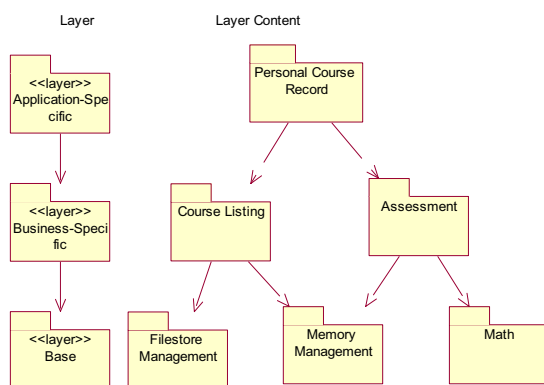 Layer
Layer Content
<<layer>>
Application-Spe
cific
Personal Course
Record
<<layer>>
Business-Speci
fic
Course Listing
Assessment
<<layer>>
Base
Filestore
Management
Memory
Management
Math